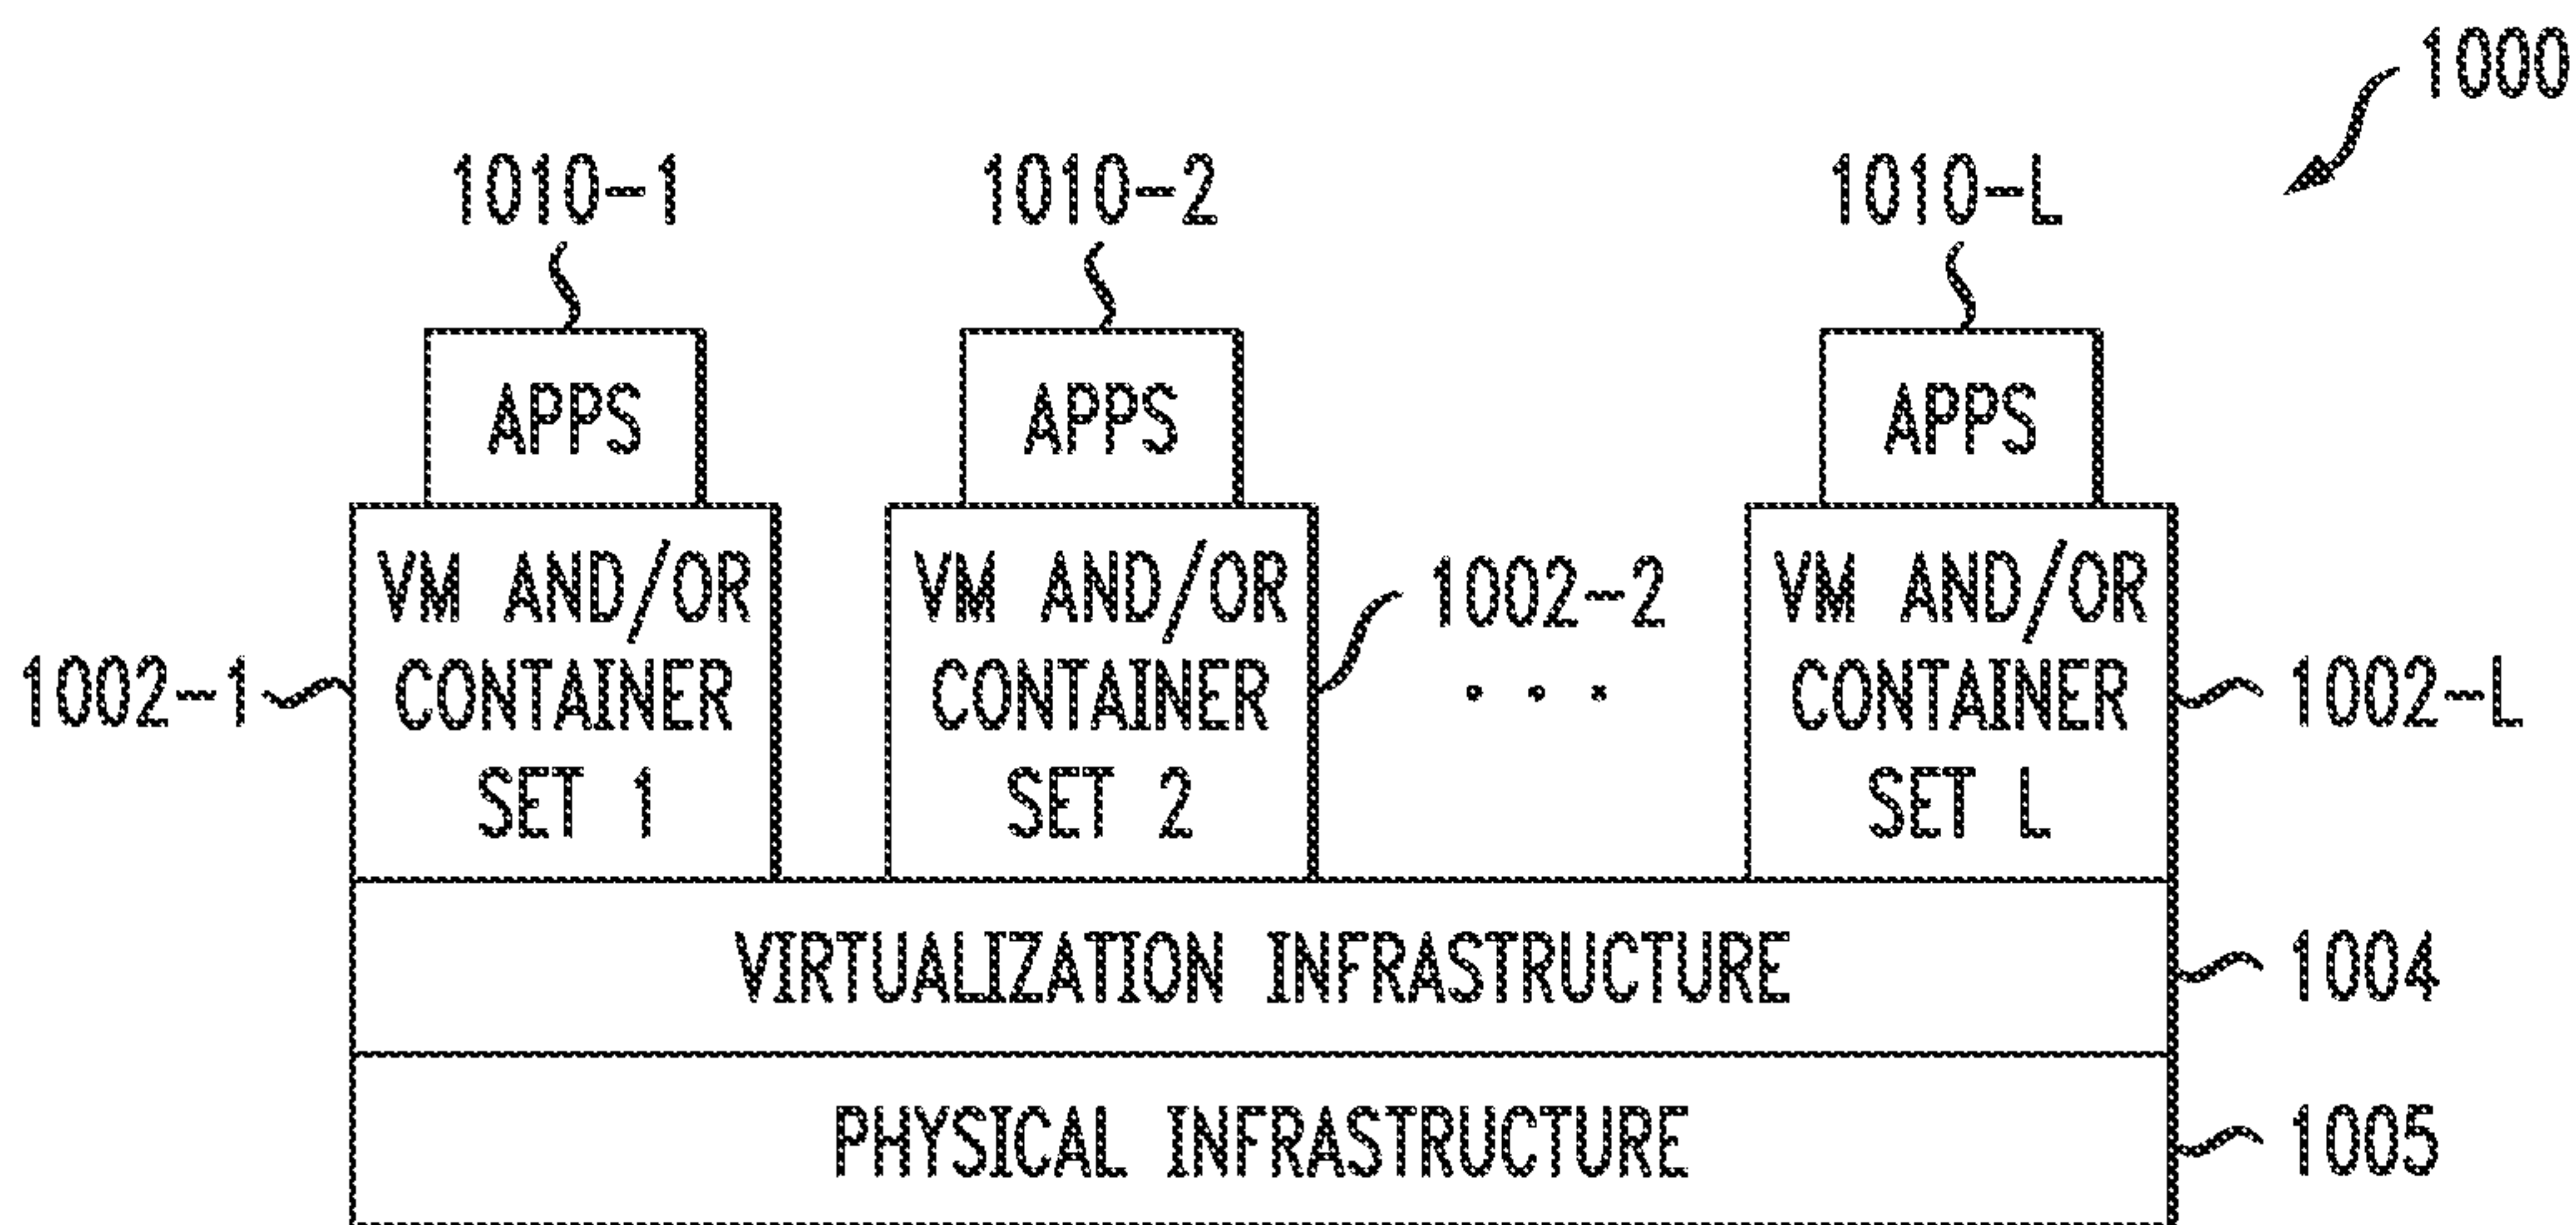 1000
1010-1 1010-2 1010-L
APPS APPS APPS
VM AND/OR VM AND/OR VM AND/OR
1002-2
1002-1 CONTAINER CONTAINER . . . CONTAINER 1002-L
SET 1 SET 2 SET L
VIRTUALIZATION INFRASTRUCTURE 1004
PHYSICAL INFRASTRUCTURE 1005